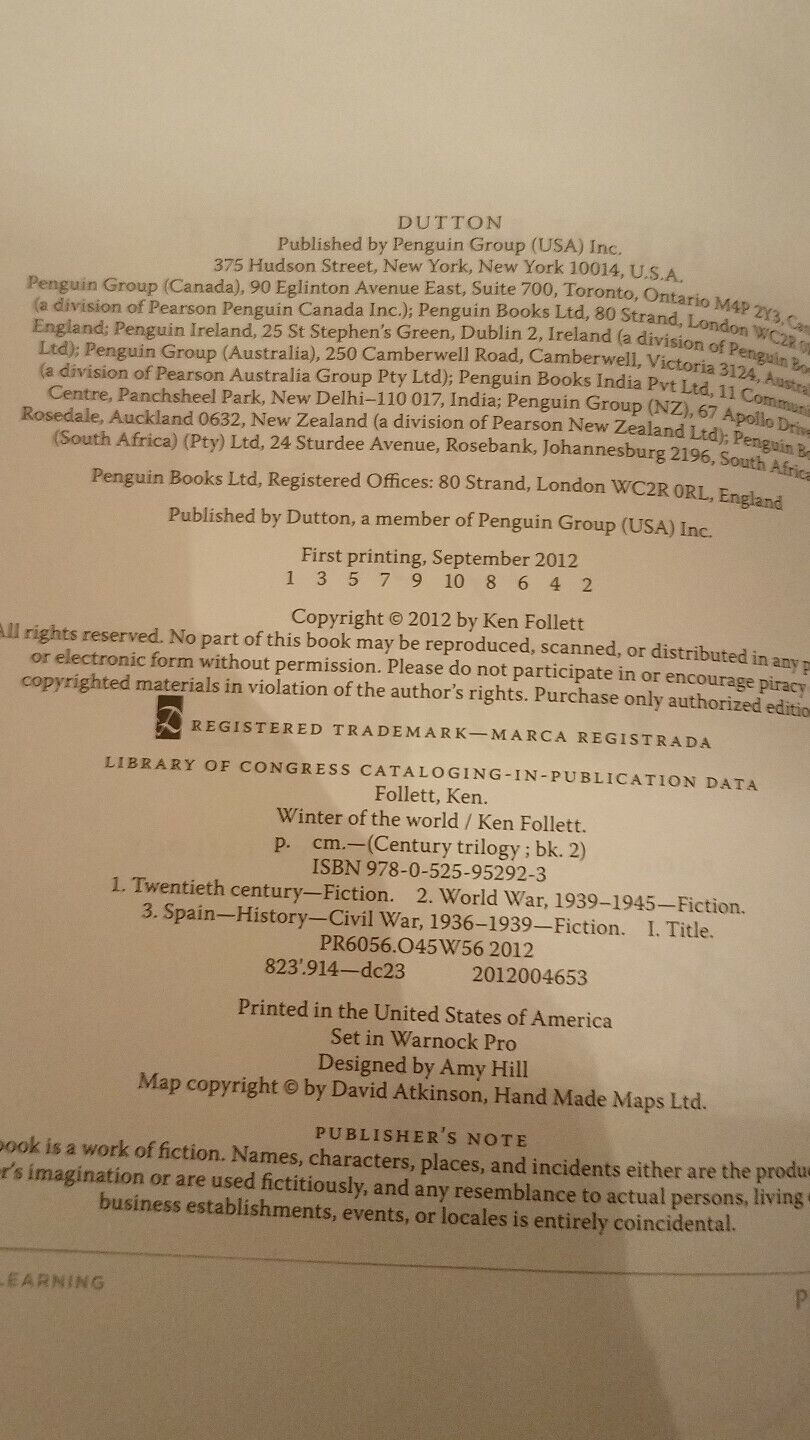 DUTTON
Published by Penguin Group (USA) Inc.
375 Hudson Street, New York, New York 10014, U.S.A.
Penguin Group (Canada), 90 Eglinton Avenue East, Suite 700, Toronto, Ontario M4P 2Y3,
(a division of Pearson Penguin Canada Inc.); Penguin Books Ltd, 80 Strand, London WC2R
England; Penguin Ireland, 25 St Stephen's Green, Dublin 2, Ireland (a division of Penguin
Ltd); Penguin Group (Australia), 250 Camberwell Road, Camberwell, Victoria 3124,
(a division of Pearson Australia Group Pty Ltd); Penguin Books India Pvt Ltd, 11
Centre, Panchsheel Park, New Delhi–110 017, India; Penguin Group (NZ), 67 Apollo
Rosedale, Auckland 0632, New Zealand (a division of Pearson New Zealand Ltd); Penguin
(South Africa) (Pty) Ltd, 24 Sturdee Avenue, Rosebank, Johannesburg 2196, South
Penguin Books Ltd, Registered Offices: 80 Strand, London WC2R 0RL, England
Published by Dutton, a member of Penguin Group (USA) Inc.
First printing, September 2012
1 3 5 7 9 10 8 6 4 2
Copyright © 2012 by Ken Follett
All rights reserved. No part of this book may be reproduced, scanned, or distributed in any
or electronic form without permission. Please do not participate in or encourage piracy
copyrighted materials in violation of the author's rights. Purchase only authorized
REGISTERED TRADEMARK—MARCA REGISTRADA
LIBRARY OF CONGRESS CATALOGING-IN-PUBLICATION DATA
Follett, Ken.
Winter of the world / Ken Follett.
p. cm.—(Century trilogy ; bk. 2)
ISBN 978-0-525-95292-3
1. Twentieth century—Fiction. 2. World War, 1939–1945—Fiction.
3. Spain—History—Civil War, 1936–1939—Fiction. I. Title.
PR6056.O45W56 2012
823'.914—dc23 2012004653
Printed in the United States of America
Set in Warnock Pro
Designed by Amy Hill
Map copyright © by David Atkinson, Hand Made Maps Ltd.
PUBLISHER'S NOTE
book is a work of fiction. Names, characters, places, and incidents either are the
imagination or are used fictitiously, and any resemblance to actual persons, living
business establishments, events, or locales is entirely coincidental.
LEARNING
P